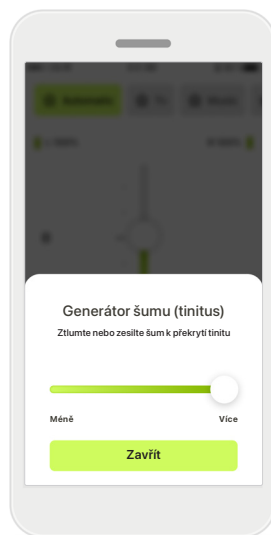 Generátor šumu (tinitus)
Ztlumte nebo zesilte šum k překrytí tinitu
Méně Více
Zavřít